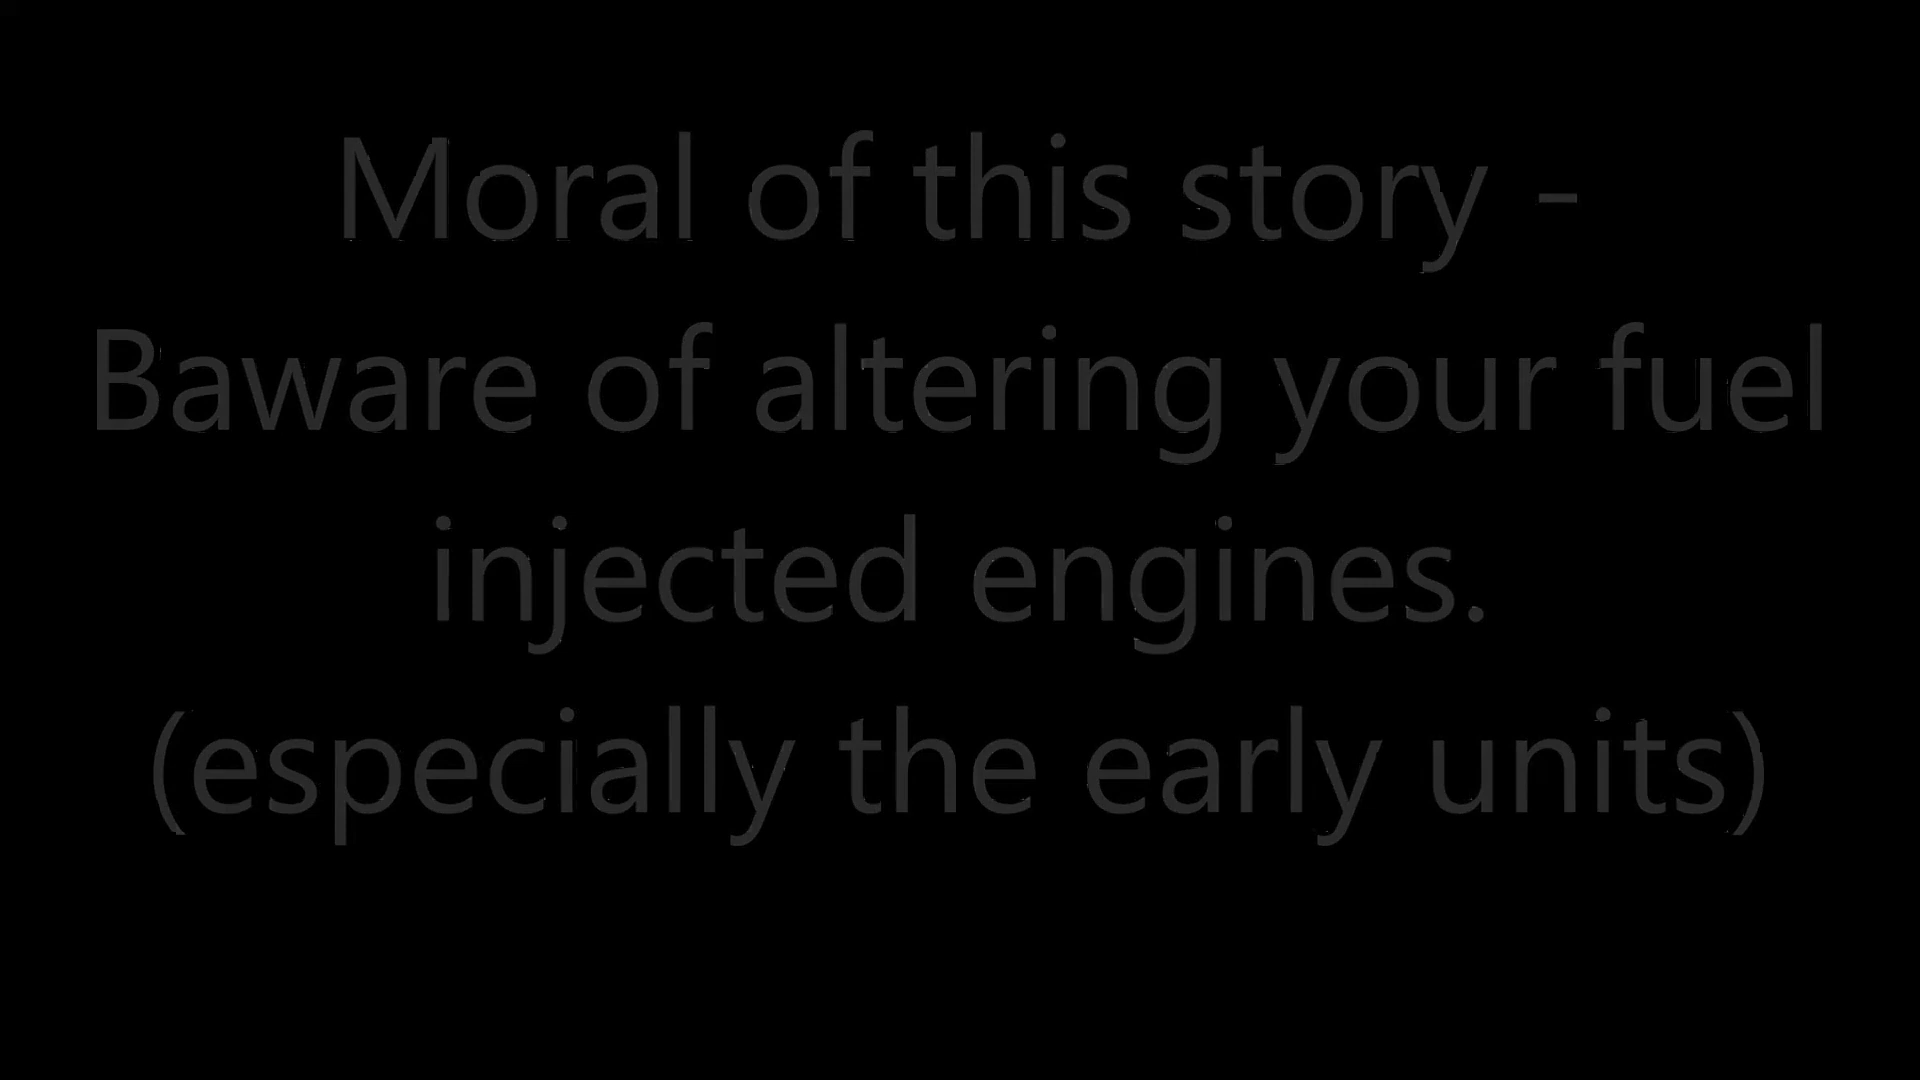 Moral of this story -
Baware of altering your fuel
injected engines.
(especially the early units)